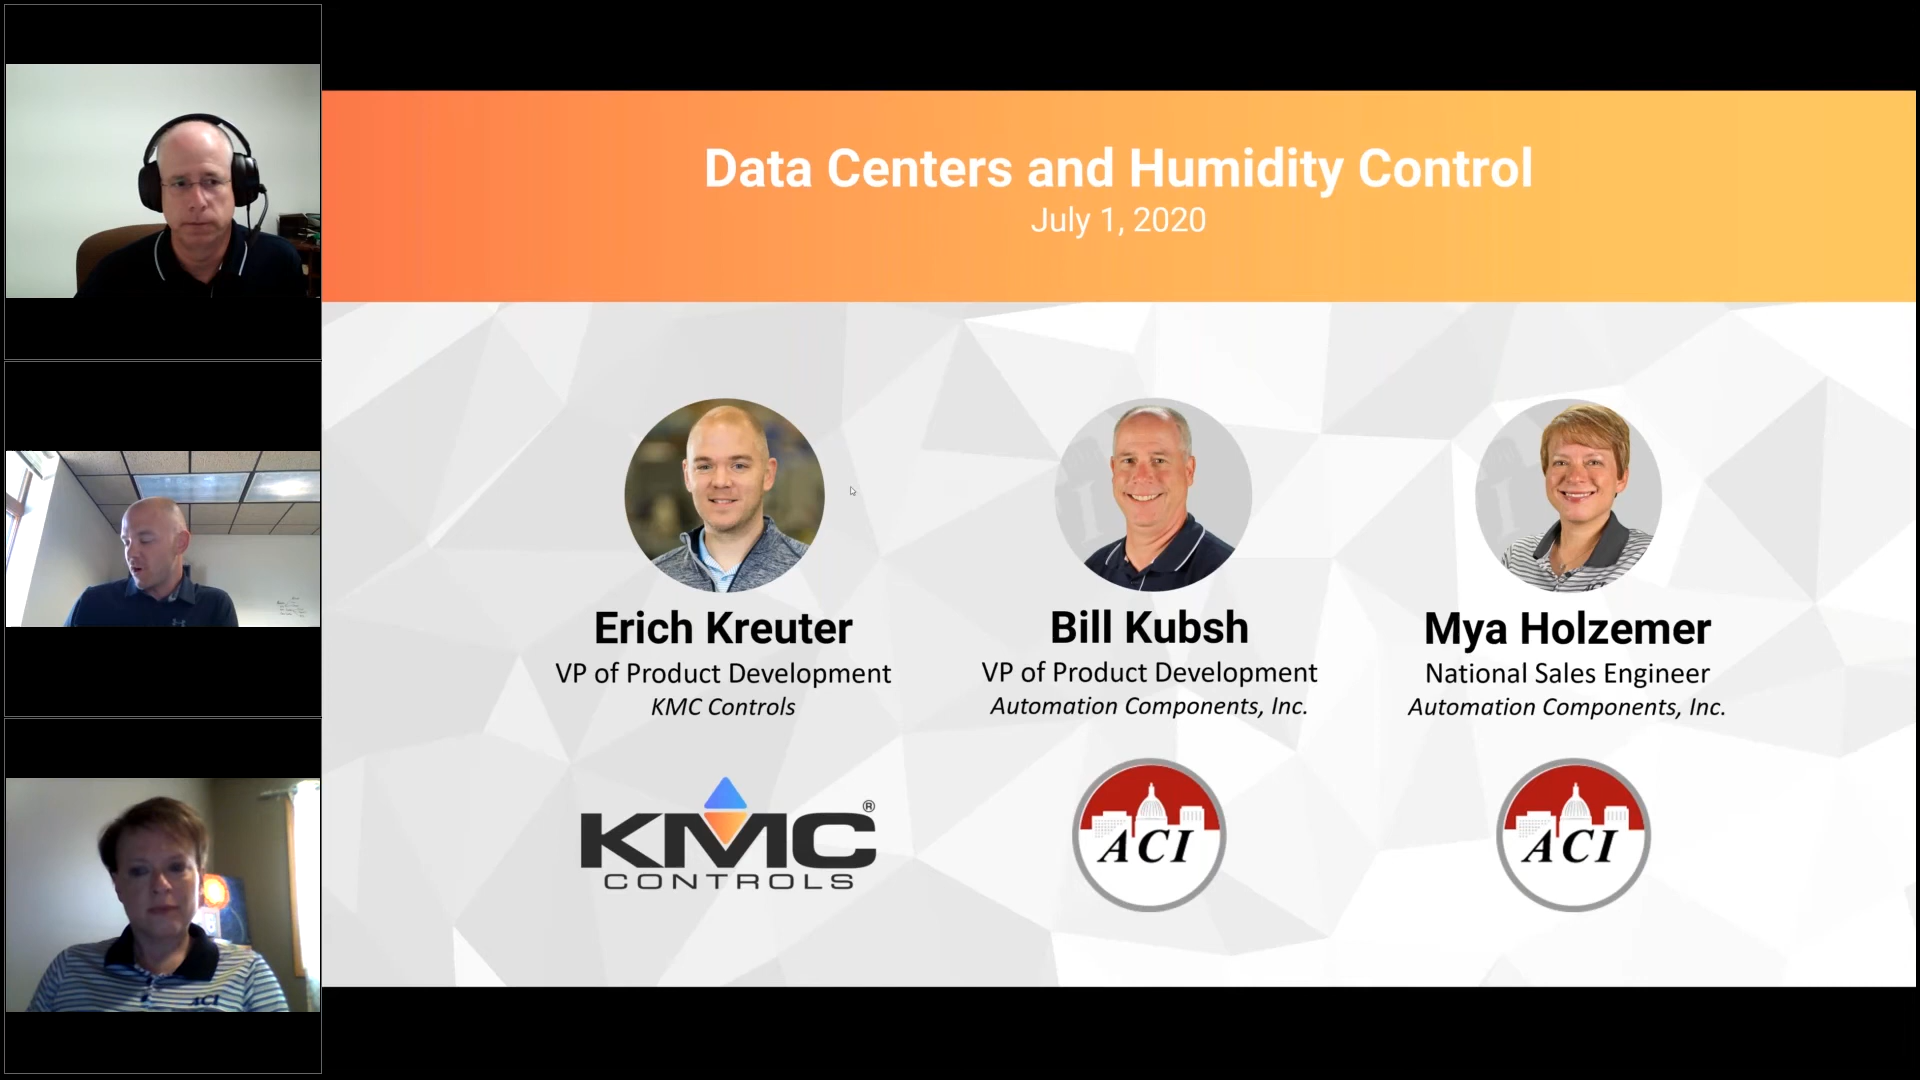 Data Centers and Humidity Control
July 1, 2020
Erich Kreuter
VP of Product Development
KMC Controls
Bill Kubsh
VP of Product Development
Automation Components, Inc.
Mya Holzemer
National Sales Engineer
Automation Components, Inc.
KMC®
CONTROLS
ACI
ACI
ACI